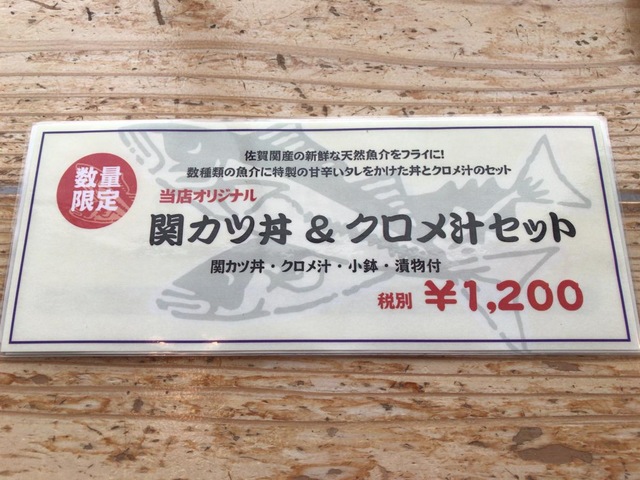 数量
限定
佐賀関産の新鮮な天然魚介をフライに!
数種類の魚介に特製の甘辛いタレをかけた丼とクロメ汁のセット
当店オリジナル
関カツ丼 & クロメ汁セット
関カツ丼・クロメ汁・小鉢・漬物付
税別 ¥1,200